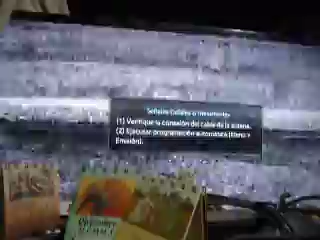 Señales Débiles o Inexistentes
(1) Verifique la conexión del cable de la antena.
(2) Ejecutar programación automática (Menú >
Emisión).